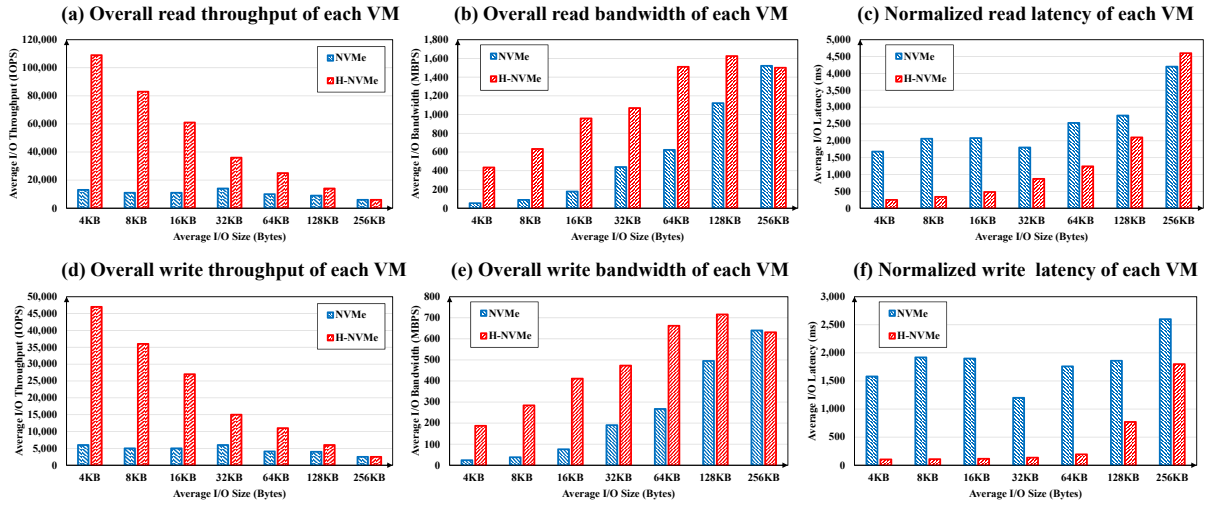 (a) Overall read throughput of each VM
Average I/O Throughput (IOPS)
120,000
100,000
80,000
60,000
40,000
20,000
0
NVMe
H-NVMe
4KB 8KB 16KB 32KB 64KB 128KB 256KB
Average I/O Size (Bytes)
(b) Overall read bandwidth of each VM
Average I/O Bandwidth (MBPS)
1,800
1,600
1,400
1,200
1,000
800
600
400
200
0
NVMe
H-NVMe
4KB 8KB 16KB 32KB 64KB 128KB 256KB
Average I/O Size (Bytes)
(c) Normalized read latency of each VM
Average I/O Latency (ms)
5,000
4,500
4,000
3,500
3,000
2,500
2,000
1,500
1,000
500
0
NVMe
H-NVMe
4KB 8KB 16KB 32KB 64KB 128KB 256KB
Average I/O Size (Bytes)
(d) Overall write throughput of each VM
Average I/O Throughput (IOPS)
50,000
45,000
40,000
35,000
30,000
25,000
20,000
15,000
10,000
5,000
0
NVMe
H-NVMe
4KB 8KB 16KB 32KB 64KB 128KB 256KB
Average I/O Size (Bytes)
(e) Overall write bandwidth of each VM
Average I/O Bandwidth (MBPS)
800
700
600
500
400
300
200
100
0
NVMe
H-NVMe
4KB 8KB 16KB 32KB 64KB 128KB 256KB
Average I/O Size (Bytes)
(f) Normalized write latency of each VM
Average I/O Latency (ms)
3,000
2,500
2,000
1,500
1,000
500
0
NVMe
H-NVMe
4KB 8KB 16KB 32KB 64KB 128KB 256KB
Average I/O Size (Bytes)